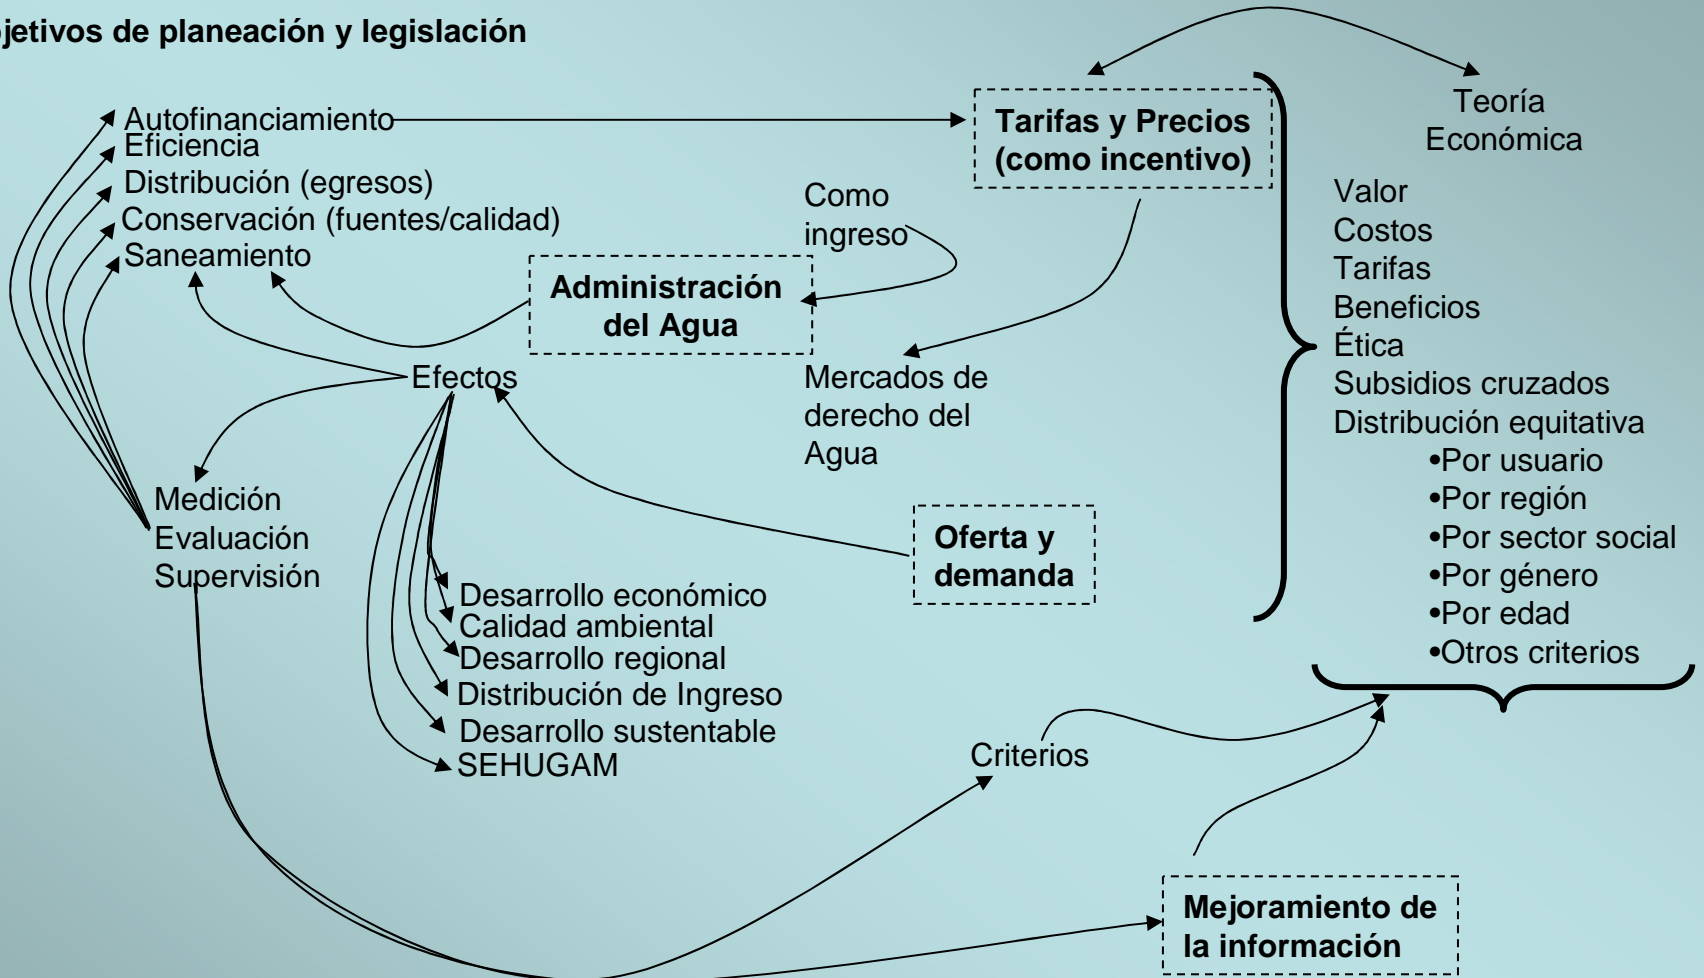 jetivos de planeación y legislación
Autofinanciamiento
Eficiencia
Distribución (egresos)
Conservación (fuentes/calidad)
Saneamiento
Tarifas y Precios
(como incentivo)
Teoría
Económica
Como
ingreso
Administración
del Agua
Valor
Costos
Tarifas
Beneficios
Ética
Subsidios cruzados
Distribución equitativa
•Por usuario
•Por región
•Por sector social
•Por género
•Por edad
•Otros criterios
Efectos
Mercados de
derecho del
Agua
Medición
Evaluación
Supervisión
Oferta y
demanda
Desarrollo económico
Calidad ambiental
Desarrollo regional
Distribución de Ingreso
Desarrollo sustentable
SEHUGAM
Criterios
Mejoramiento de
la información